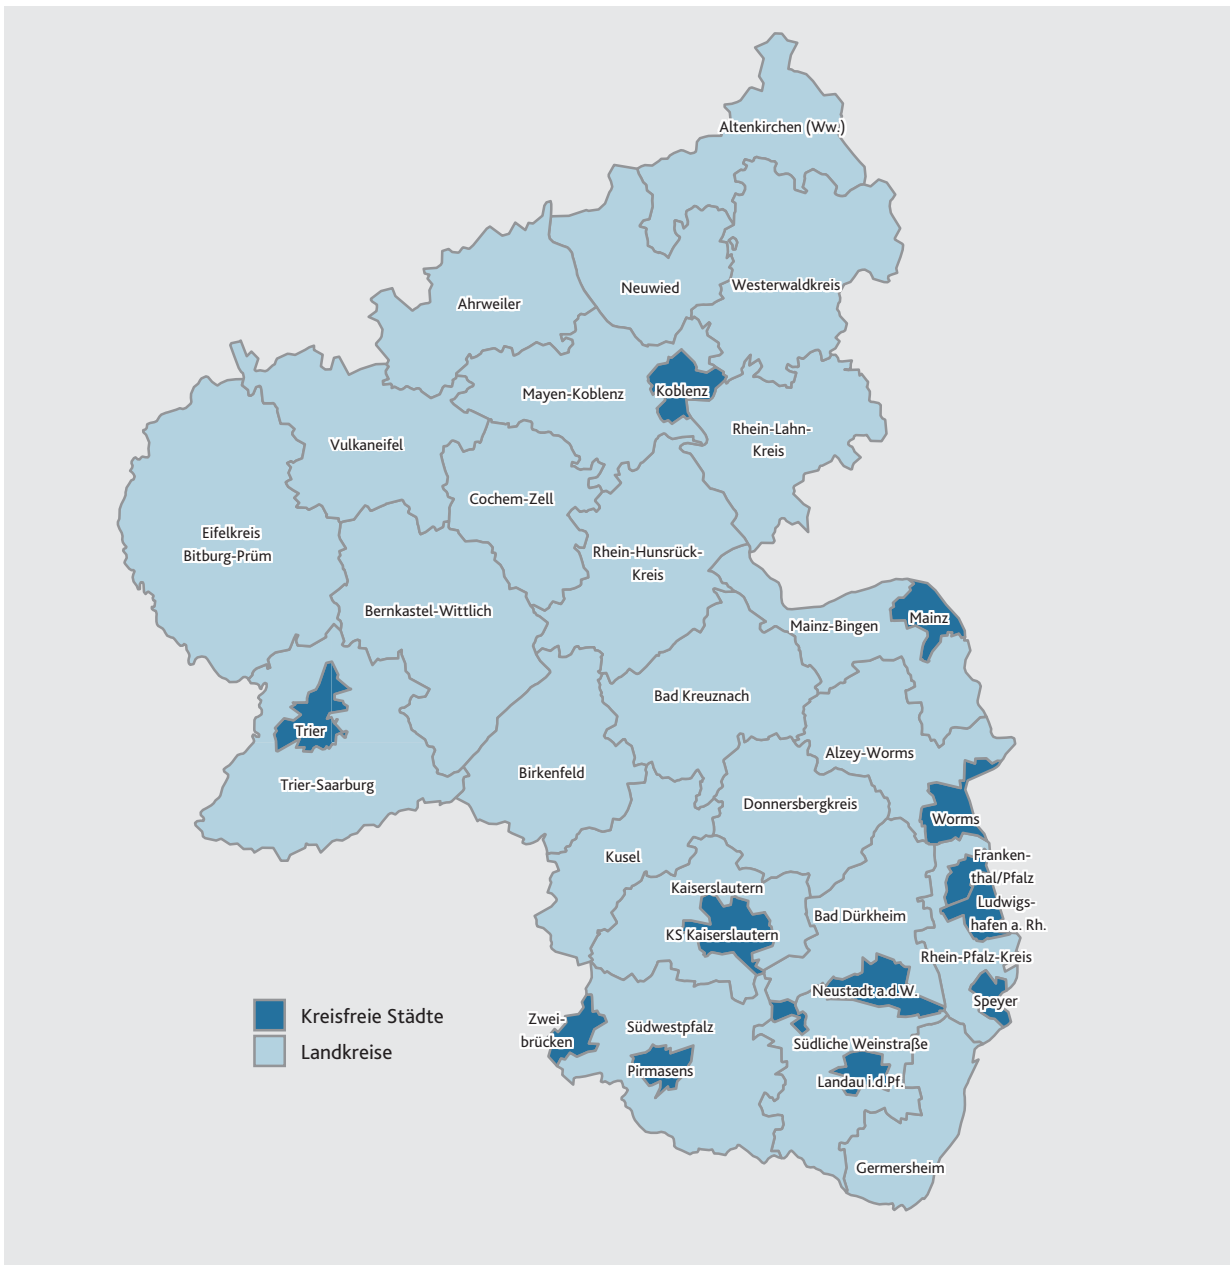 Altenkirchen (Ww.)
Neuwied
Westerwaldkreis
Ahrweiler
Mayen-Koblenz
Koblenz
Rhein-Lahn-
Kreis
Vulkaneifel
Cochem-Zell
Eifelkreis
Bitburg-Prüm
Rhein-Hunsrück-
Kreis
Bernkastel-Wittlich
Mainz-Bingen
Mainz
Bad Kreuznach
Trier
Trier-Saarburg
Birkenfeld
Alzey-Worms
Donnersbergkreis
Worms
Kusel
Franken-
thal/Pfalz
Kaiserslautern
Ludwigs-
hafen a. Rh.
Bad Dürkheim
KS Kaiserslautern
Rhein-Pfalz-Kreis
Neustadt a.d.W.
Speyer
Zwei-
brücken
Südwestpfalz
Südliche Weinstraße
Pirmasens
Landau i.d.Pf.
Germersheim
Kreisfreie Städte
Landkreise